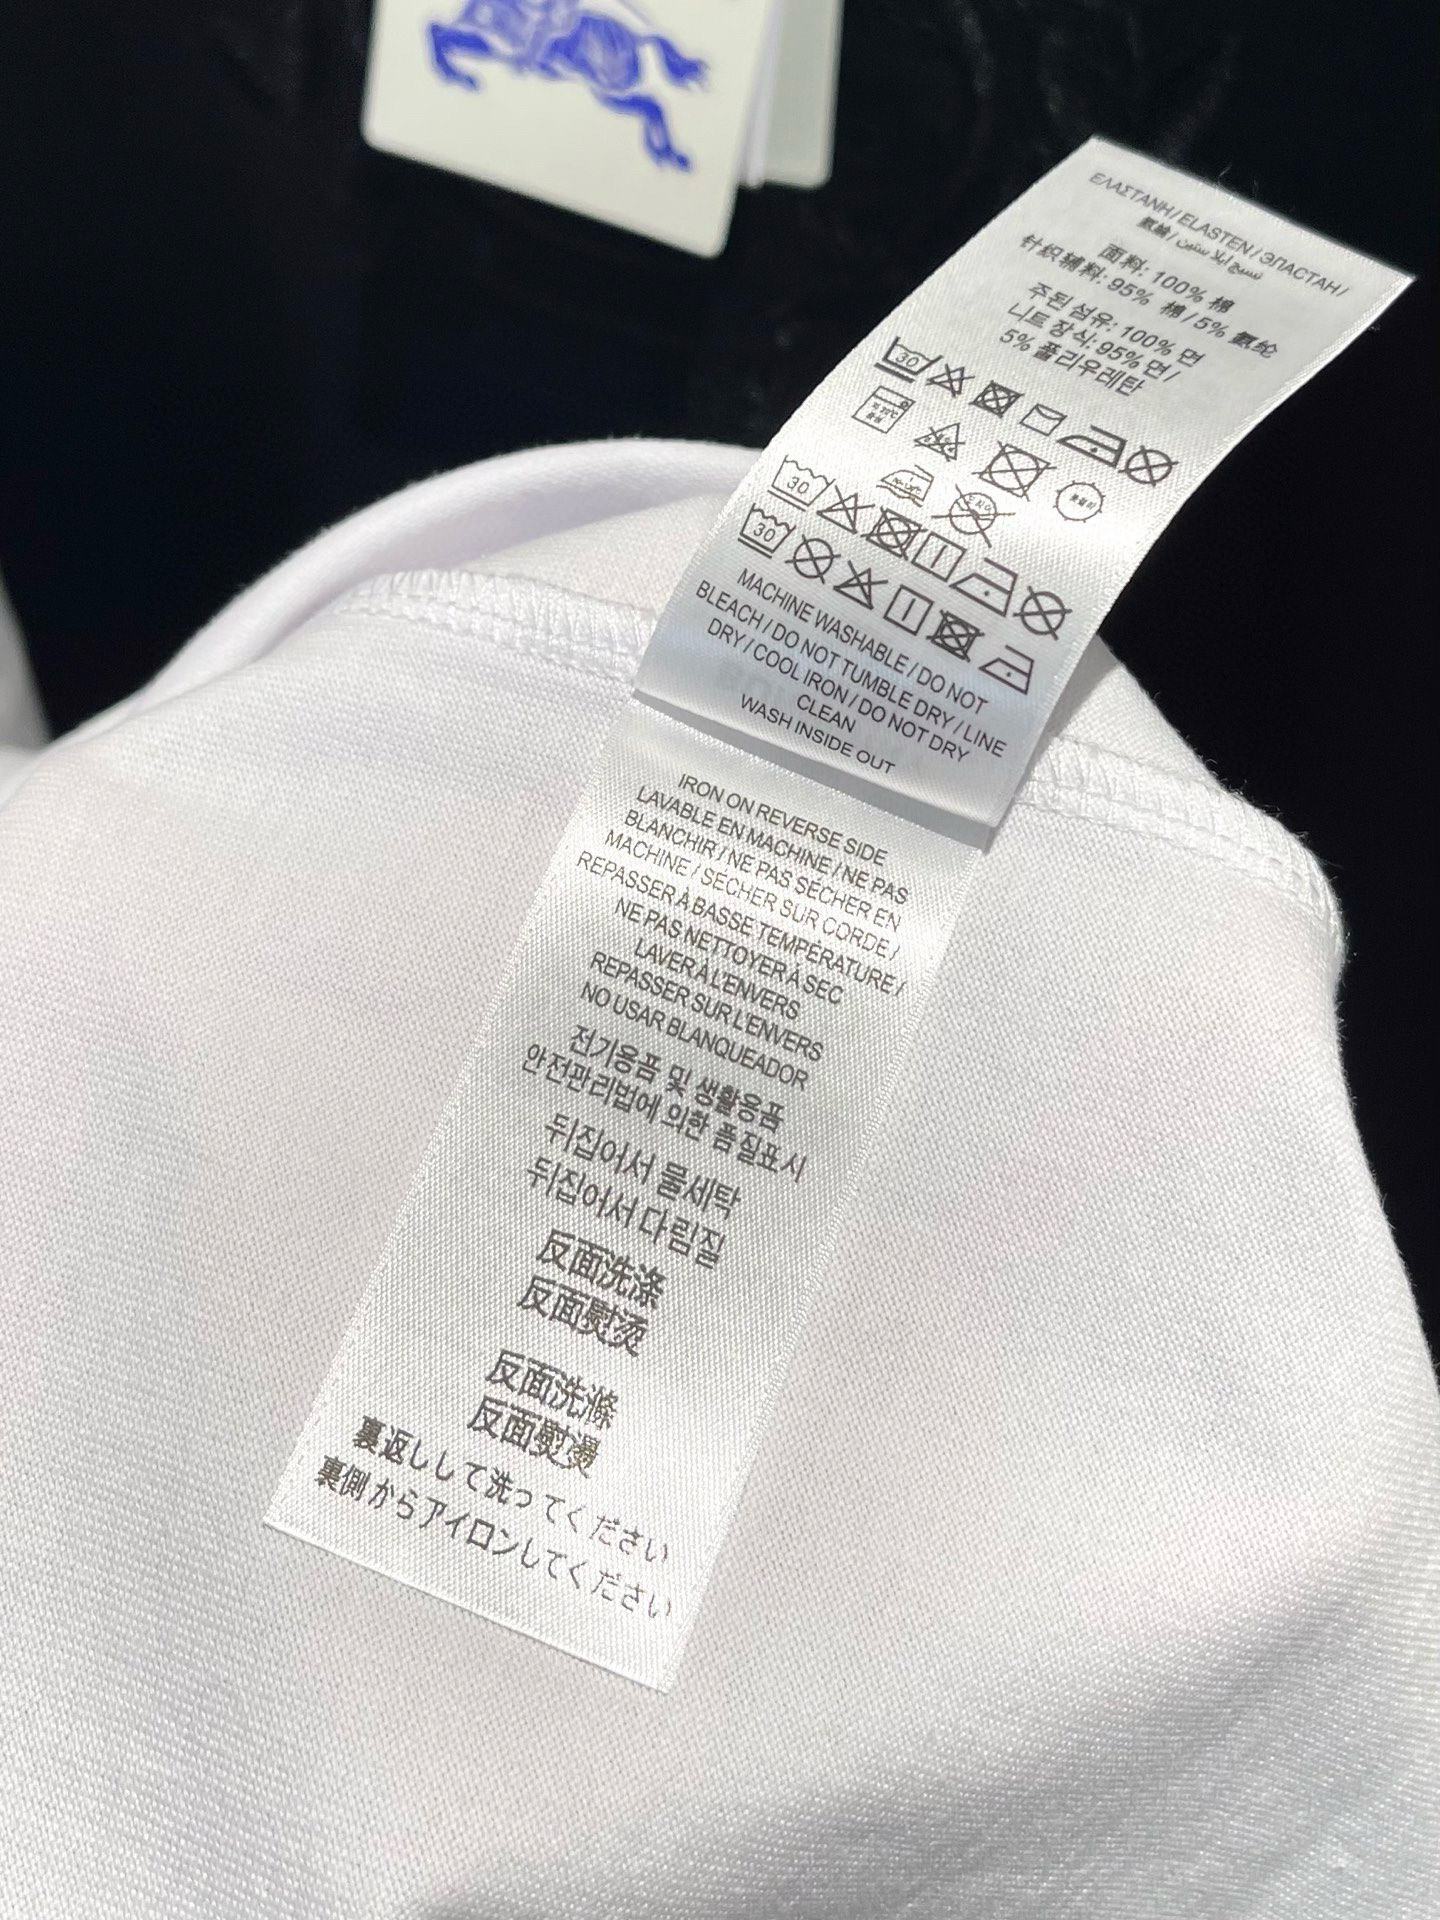 ΕΛΑΣΤΑΝΗ / ELASTEN / ЭЛАСТАН /
氨綸 / نسيج ايلا ستين
面料: 100% 棉
针织辅料: 95% 棉 / 5% 氨纶
주된 섬유: 100% 면
니트 장식: 95% 면 /
5% 폴리우레탄
30
30
30
MACHINE WASHABLE / DO NOT
BLEACH / DO NOT TUMBLE DRY / LINE
DRY / COOL IRON / DO NOT DRY
CLEAN
WASH INSIDE OUT
IRON ON REVERSE SIDE
LAVABLE EN MACHINE / NE PAS
BLANCHIR / NE PAS SÉCHER EN
MACHINE / SÉCHER SUR CORDE /
REPASSER À BASSE TEMPÉRATURE /
NE PAS NETTOYER À SEC
LAVER À L'ENVERS
REPASSER SUR L'ENVERS
NO USAR BLANQUEADOR
전기용품 및 생활용품
안전관리법에 의한 품질표시
뒤집어서 물세탁
뒤집어서 다림질
反面洗涤
反面熨烫
反面洗滌
反面熨燙
裏返しして洗ってください
裏側からアイロンしてください